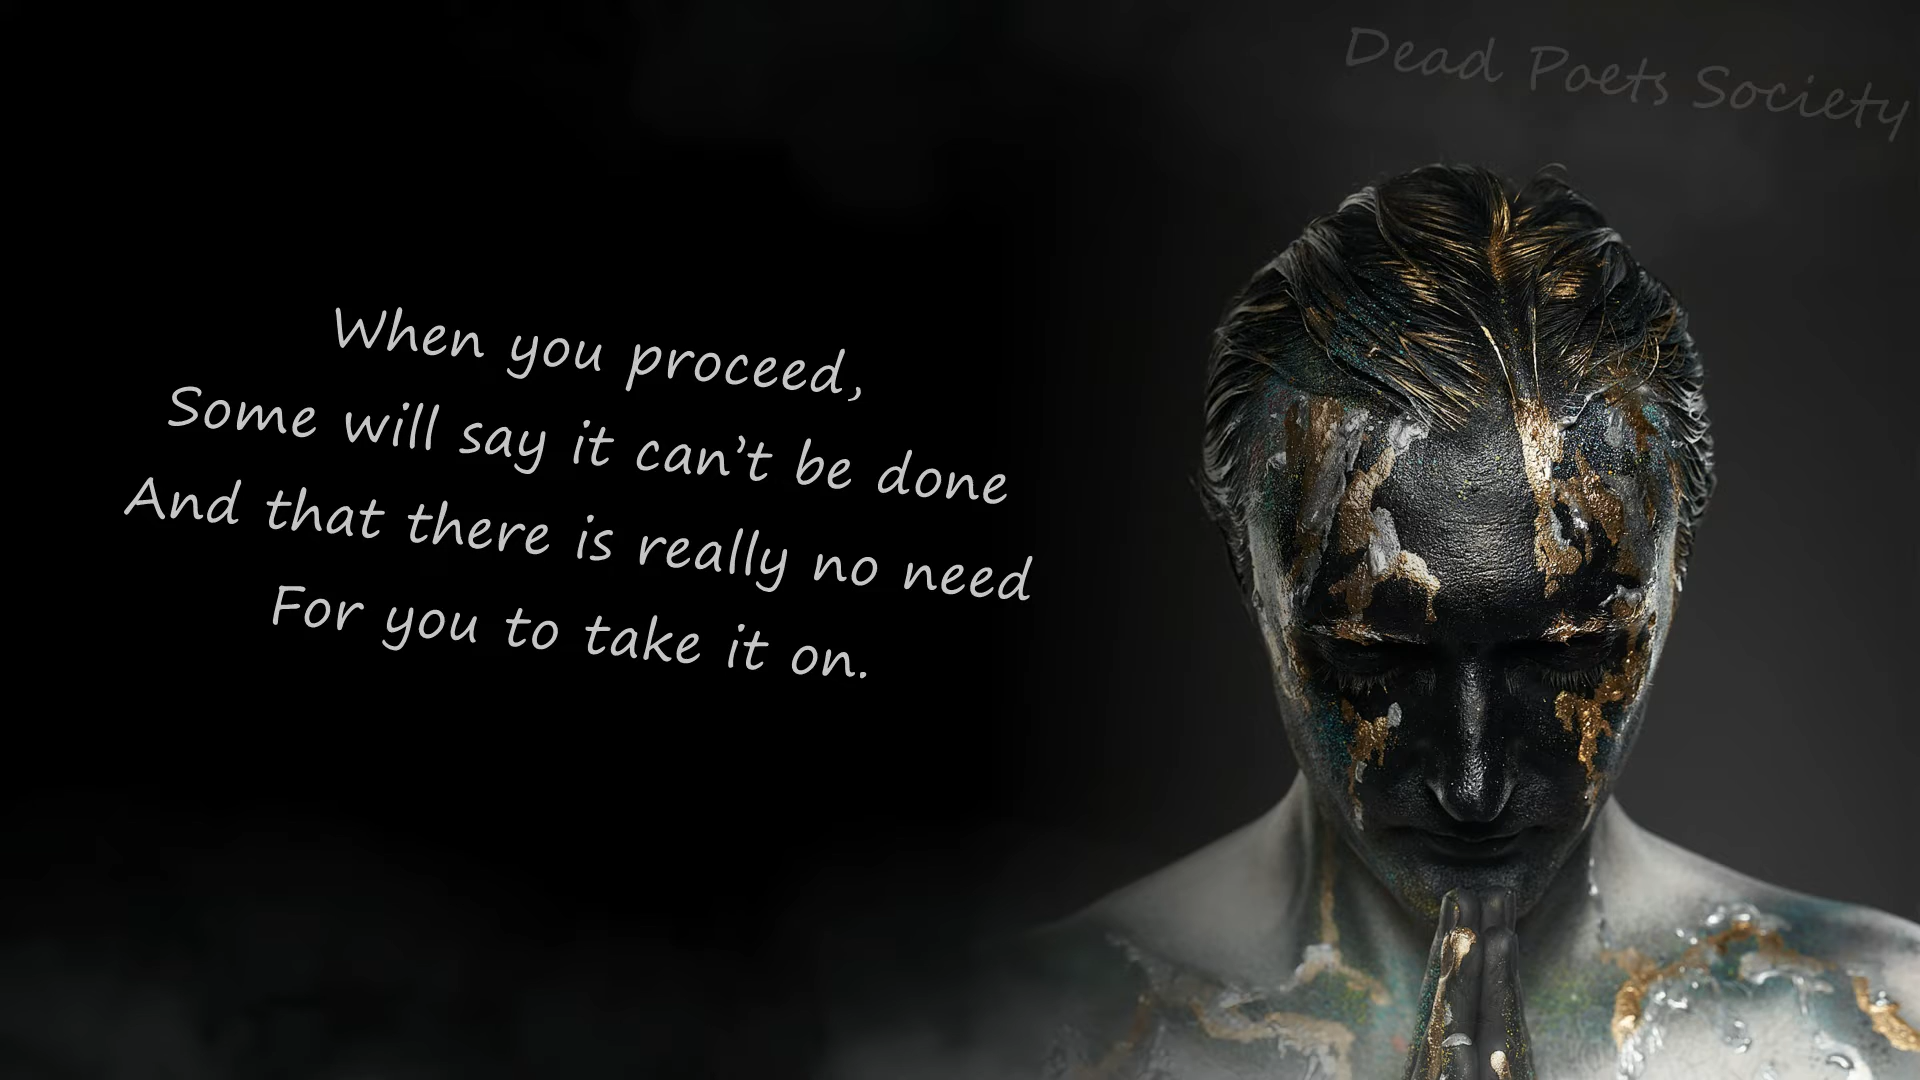 Dead Poets Society
When you proceed,
Some will say it can’t be done
And that there is really no need
For you to take it on.